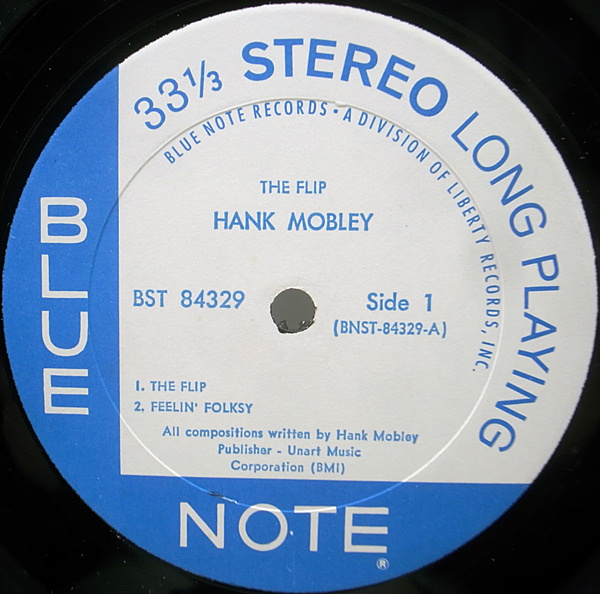 33⅓ STEREO LONG PLAYING
BLUE NOTE RECORDS • A DIVISION OF LIBERTY RECORDS, INC.
THE FLIP
HANK MOBLEY
BST 84329
Side 1
(BNST-84329-A)
1. THE FLIP
2. FEELIN' FOLKSY
All compositions written by Hank Mobley
Publisher - Unart Music
Corporation (BMI)
BLUE
NOTE®